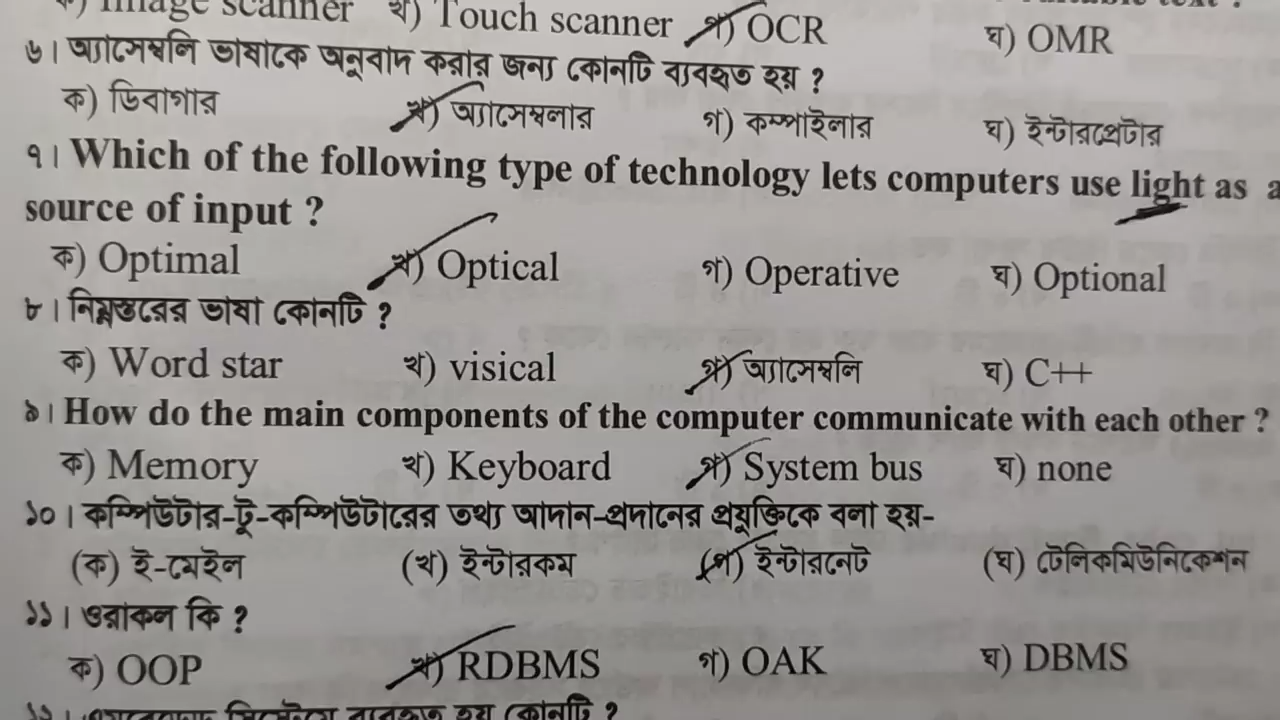 Image scanner খ) Touch scanner গ) OCR ঘ) OMR
৬। অ্যাসেম্বলি ভাষাকে অনুবাদ করার জন্য কোনটি ব্যবহৃত হয় ?
ক) ডিবাগার খ) অ্যাসেম্বলার গ) কম্পাইলার ঘ) ইন্টারপ্রেটার
৭। Which of the following type of technology lets computers use light as a
source of input ?
ক) Optimal খ) Optical গ) Operative ঘ) Optional
৮। নিম্নস্তরের ভাষা কোনটি ?
ক) Word star খ) visical গ) অ্যাসেম্বলি ঘ) C++
৯। How do the main components of the computer communicate with each other ?
ক) Memory খ) Keyboard গ) System bus ঘ) none
১০। কম্পিউটার-টু-কম্পিউটারের তথ্য আদান-প্রদানের প্রযুক্তিকে বলা হয়-
(ক) ই-মেইল (খ) ইন্টারকম (গ) ইন্টারনেট (ঘ) টেলিকমিউনিকেশন
১১। ওরাকল কি ?
ক) OOP খ) RDBMS গ) OAK ঘ) DBMS
কোনটি ?